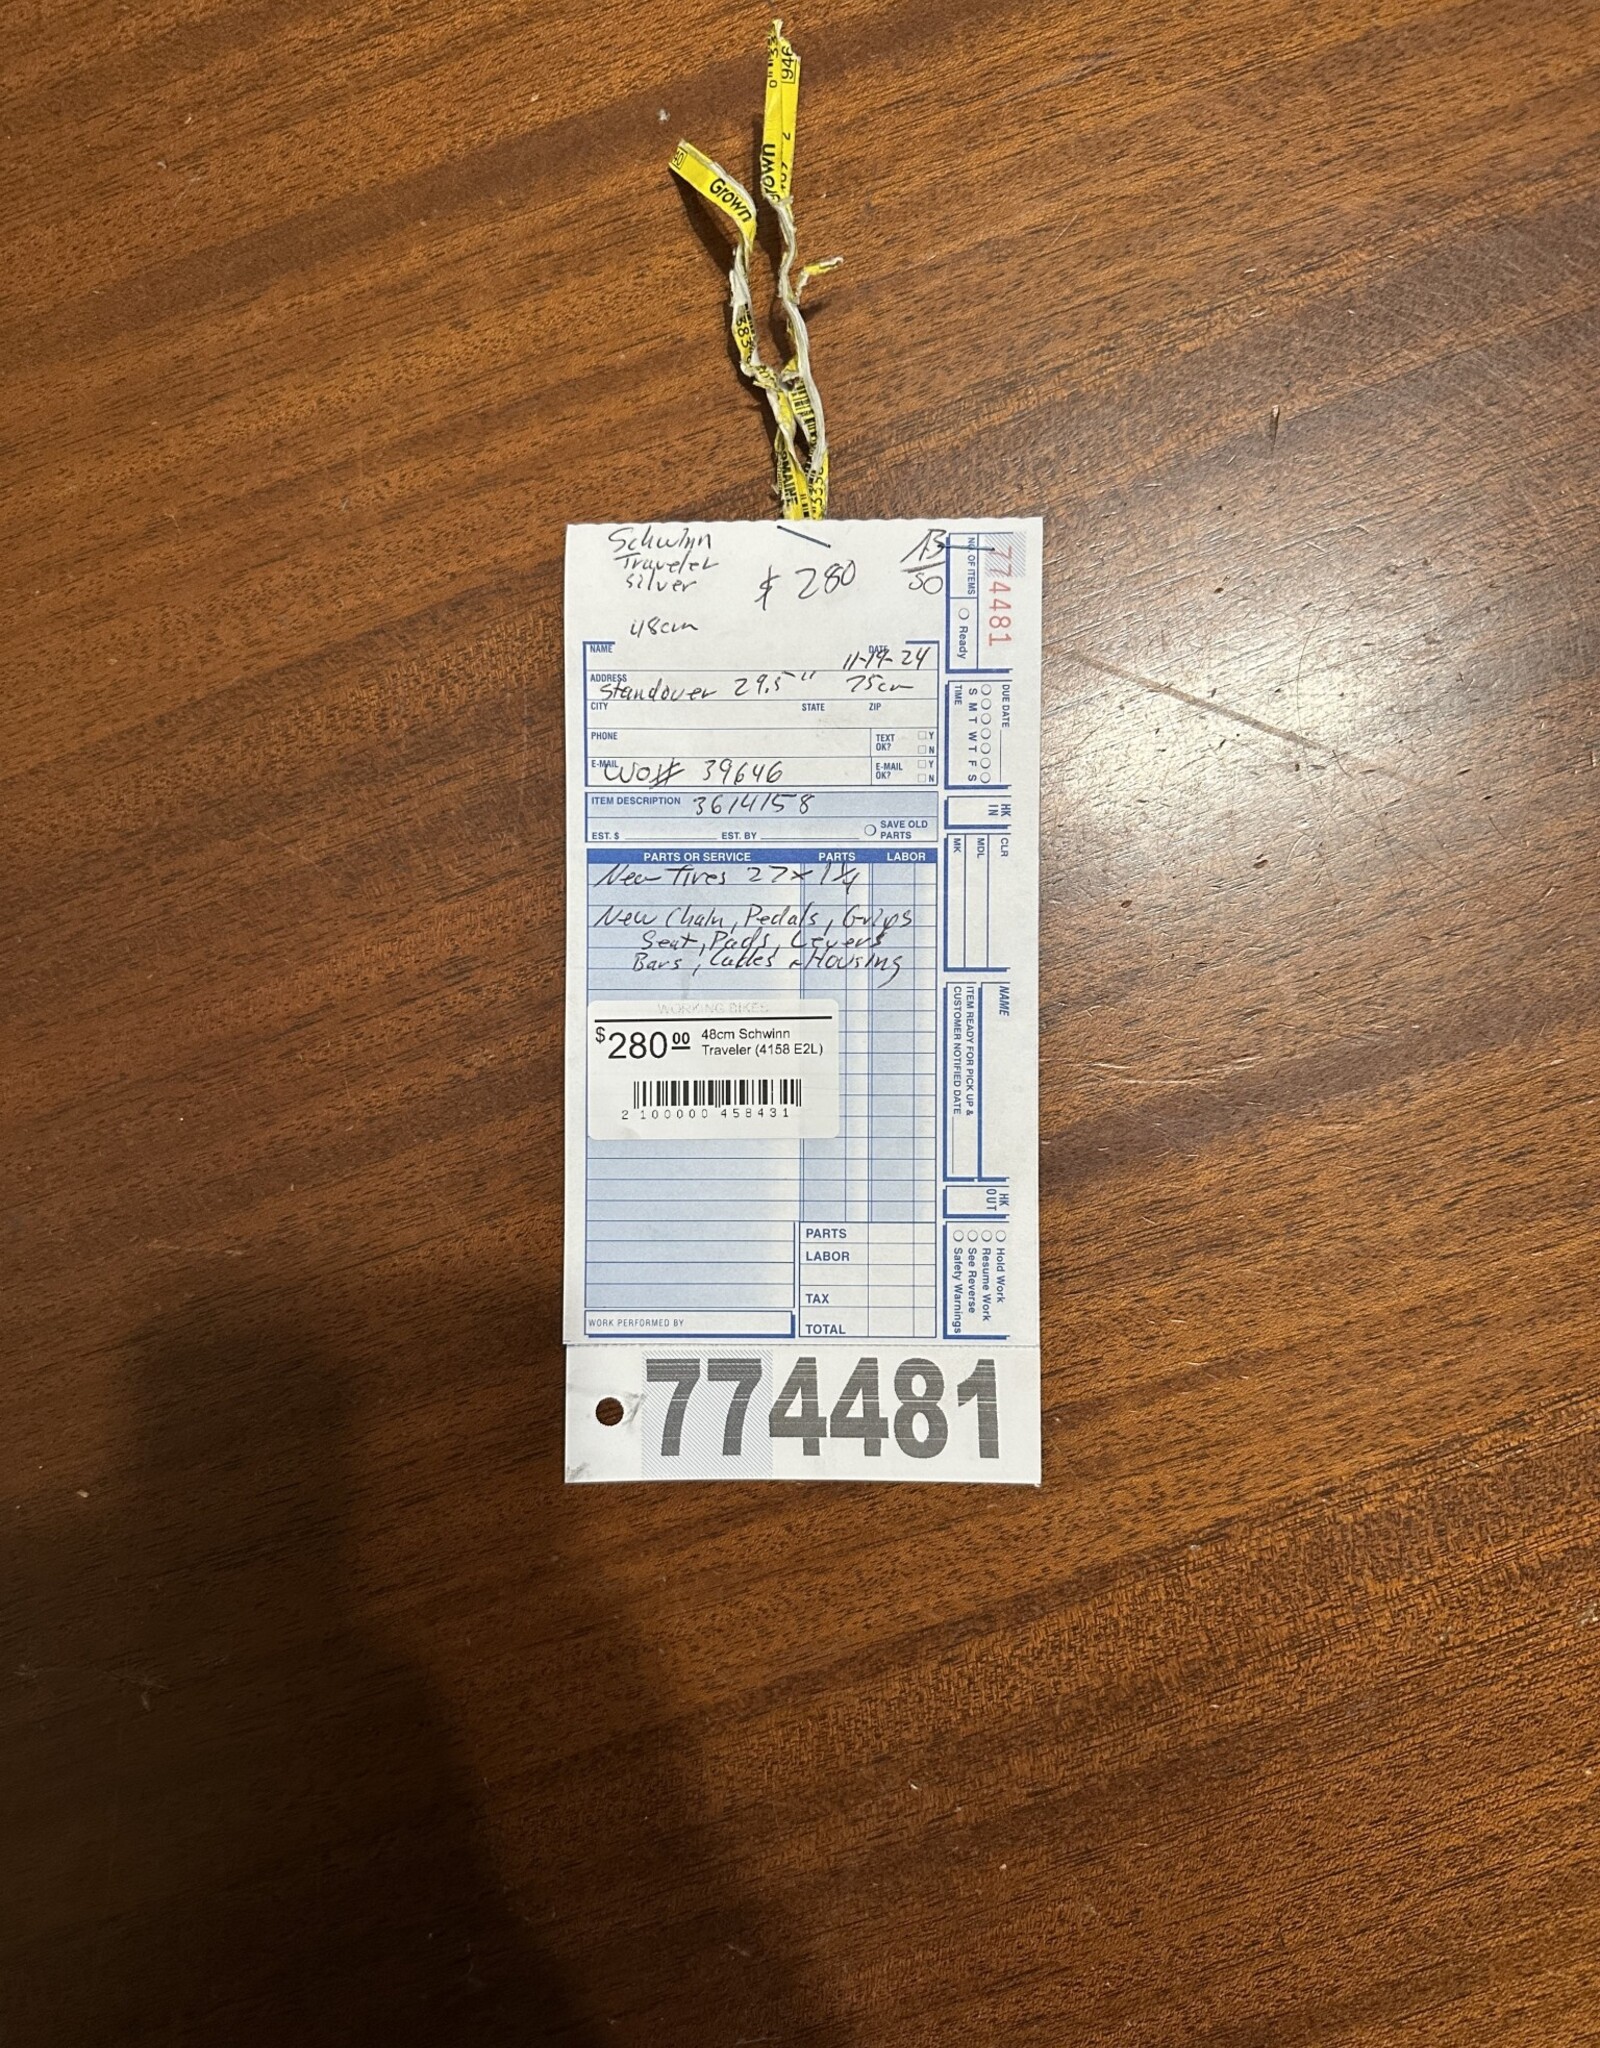 Grown
Grown
946
383
Schwinn
Traveler
Silver
$ 280
B
50
48cm
NAME
DATE
11-19-24
ADDRESS
Standover 29.5" 75cm
CITY STATE ZIP
PHONE TEXT OK? Y N
E-MAIL WO# 39646 E-MAIL OK? Y N
ITEM DESCRIPTION 3614158
EST. $ EST. BY SAVE OLD PARTS
PARTS OR SERVICE PARTS LABOR
New Tires 27 x 1 1/4
New Chain, Pedals, Grips
Seat, Pads, Levers
Bars, Cables + Housing
WORKING BIKES
$280.00 48cm Schwinn
Traveler (4158 E2L)
2 100000 458431
PARTS
LABOR
TAX
TOTAL
WORK PERFORMED BY
774481
774481
NO. OF ITEMS
Ready
DUE DATE
S M T W T F S
TIME
HK IN
CLR
MDL
MK
NAME
ITEM READY FOR PICK UP &
CUSTOMER NOTIFIED DATE
HK OUT
Hold Work
Resume Work
See Reverse
Safety Warnings